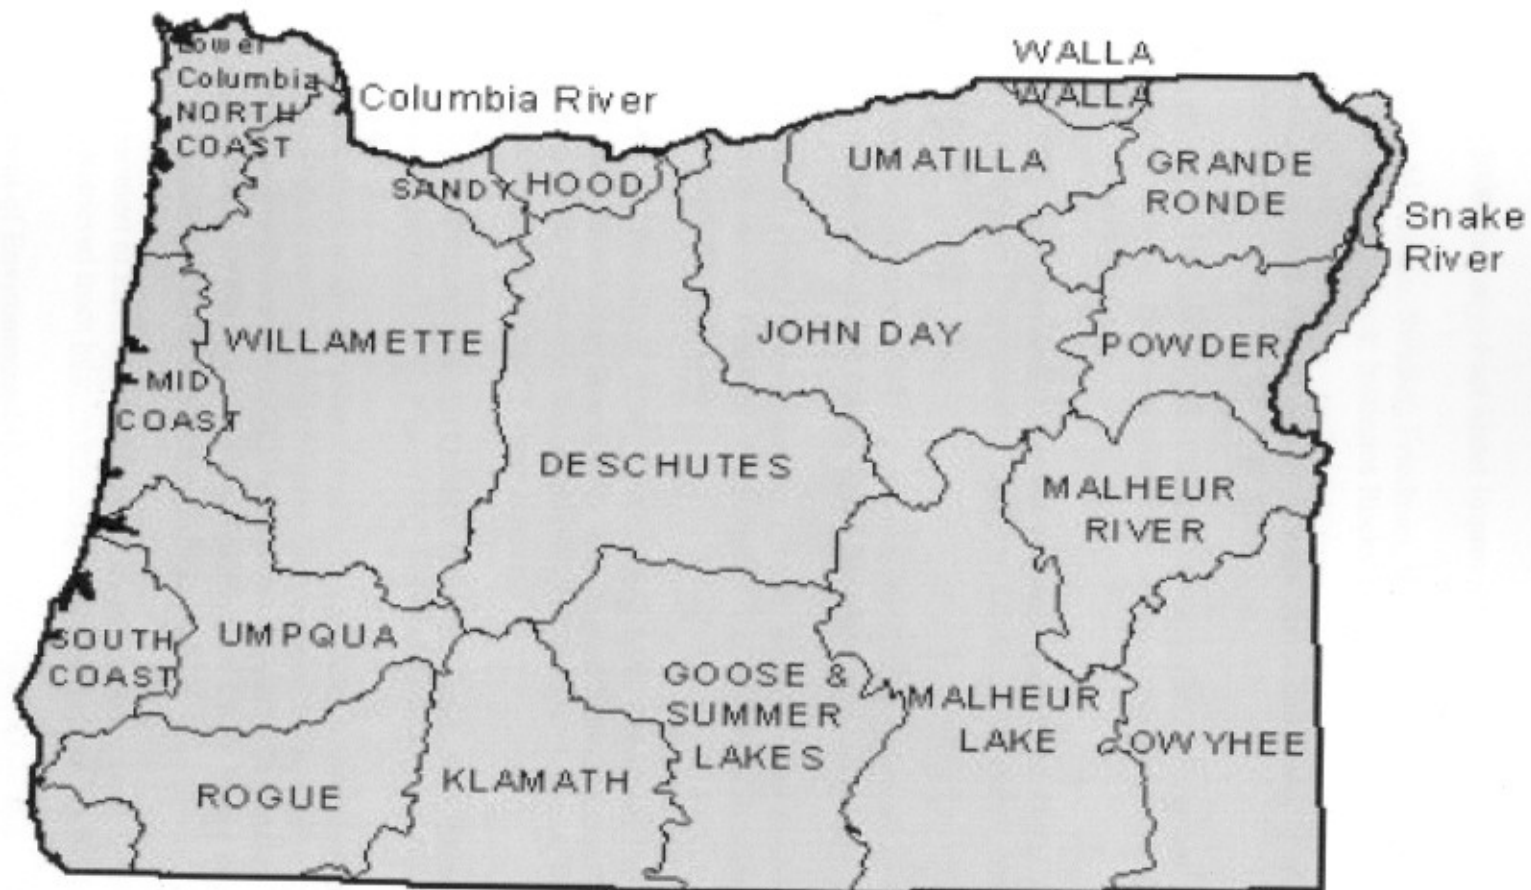 Lower
Columbia
NORTH
COAST
Columbia River
WALLA
WALLA
SANDY
HOOD
UMATILLA
GRANDE
RONDE
Snake
River
WILLAMETTE
JOHN DAY
POWDER
MID
COAST
DESCHUTES
MALHEUR
RIVER
SOUTH
COAST
UMPQUA
GOOSE &
SUMMER
LAKES
MALHEUR
LAKE
OWYHEE
ROGUE
KLAMATH